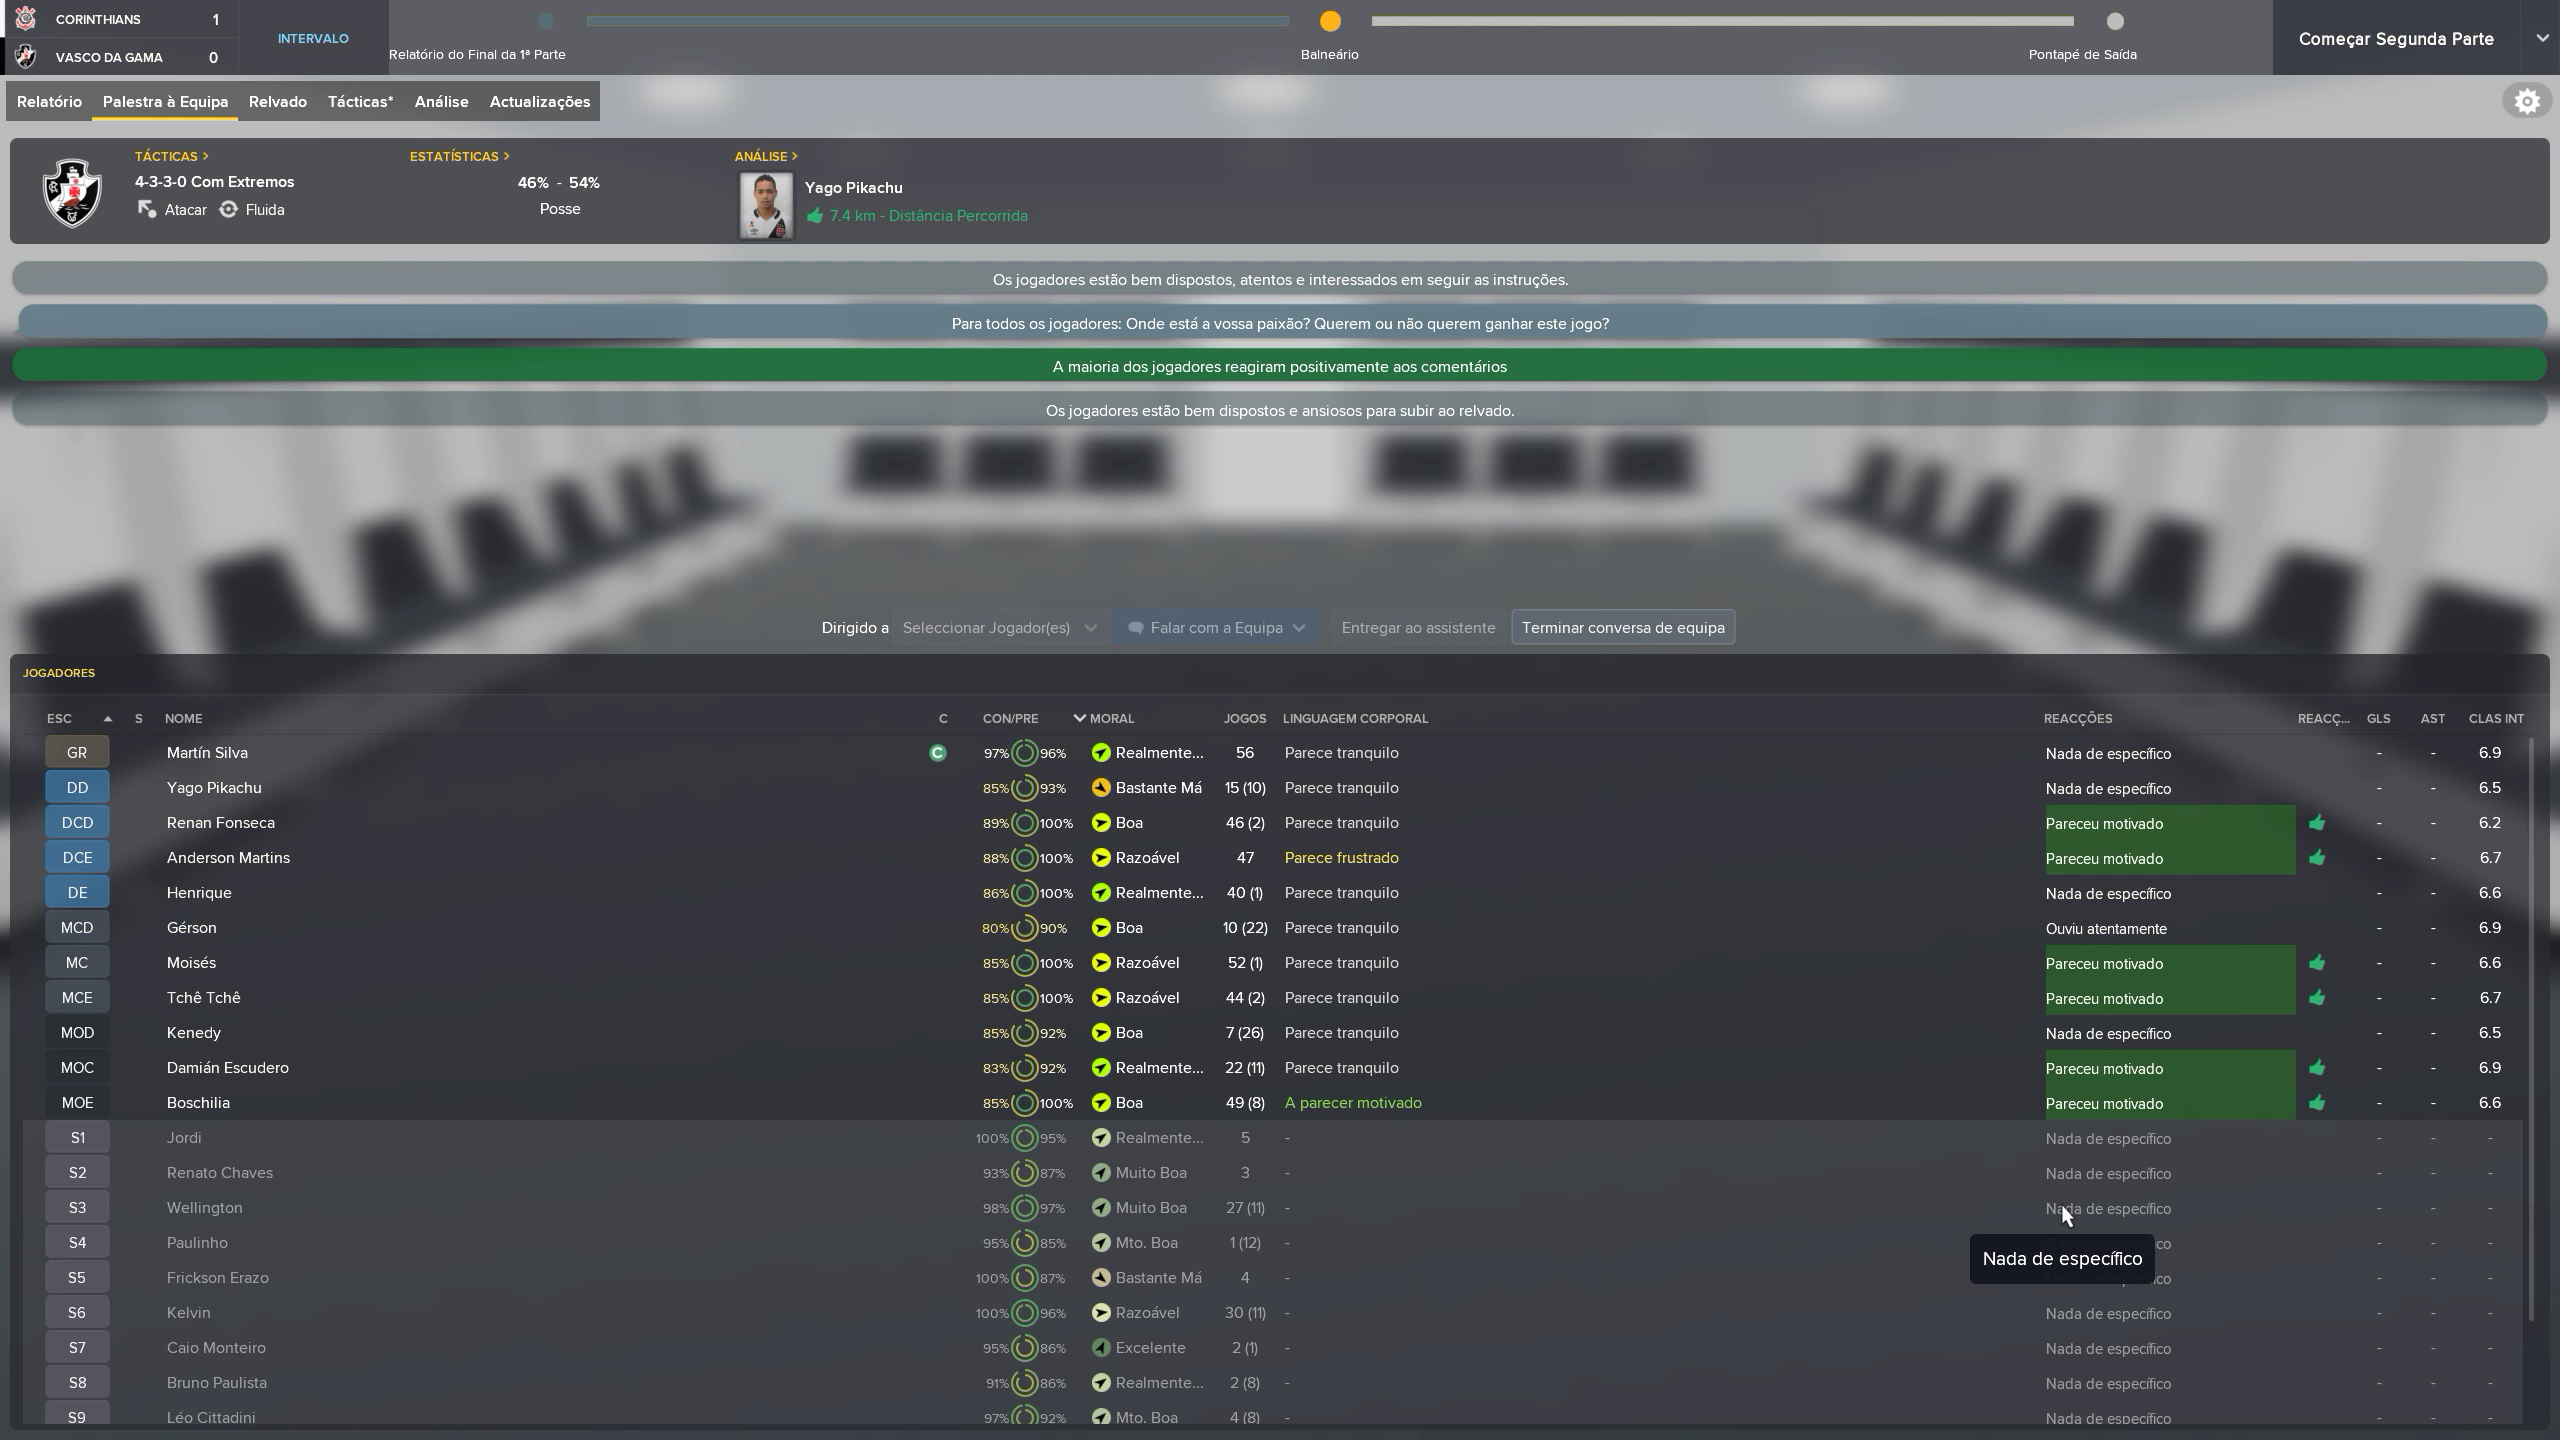 CORINTHIANS 1
VASCO DA GAMA 0
INTERVALO
Relatório do Final da 1ª Parte
Balneário
Pontapé de Saída
Começar Segunda Parte
Relatório Palestra à Equipa Relvado Tácticas* Análise Actualizações
TÁCTICAS >
4-3-3-0 Com Extremos
Atacar Fluida
ESTATÍSTICAS >
46% - 54%
Posse
ANÁLISE >
Yago Pikachu
7.4 km - Distância Percorrida
Os jogadores estão bem dispostos, atentos e interessados em seguir as instruções.
Para todos os jogadores: Onde está a vossa paixão? Querem ou não querem ganhar este jogo?
A maioria dos jogadores reagiram positivamente aos comentários
Os jogadores estão bem dispostos e ansiosos para subir ao relvado.
Dirigido a Seleccionar Jogador(es) Falar com a Equipa Entregar ao assistente Terminar conversa de equipa
JOGADORES
ESC S NOME C CON/PRE MORAL JOGOS LINGUAGEM CORPORAL REACÇÕES REACÇ... GLS AST CLAS INT
GR Martín Silva C 97% 96% Realmente... 56 Parece tranquilo Nada de específico - - 6.9
DD Yago Pikachu 85% 93% Bastante Má 15 (10) Parece tranquilo Nada de específico - - 6.5
DCD Renan Fonseca 89% 100% Boa 46 (2) Parece tranquilo Pareceu motivado - - 6.2
DCE Anderson Martins 88% 100% Razoável 47 Parece frustrado Pareceu motivado - - 6.7
DE Henrique 86% 100% Realmente... 40 (1) Parece tranquilo Nada de específico - - 6.6
MCD Gérson 80% 90% Boa 10 (22) Parece tranquilo Ouviu atentamente - - 6.9
MC Moisés 85% 100% Razoável 52 (1) Parece tranquilo Pareceu motivado - - 6.6
MCE Tchê Tchê 85% 100% Razoável 44 (2) Parece tranquilo Pareceu motivado - - 6.7
MOD Kenedy 85% 92% Boa 7 (26) Parece tranquilo Nada de específico - - 6.5
MOC Damián Escudero 83% 92% Realmente... 22 (11) Parece tranquilo Pareceu motivado - - 6.9
MOE Boschilia 85% 100% Boa 49 (8) A parecer motivado Pareceu motivado - - 6.6
S1 Jordi 100% 95% Realmente... 5 - Nada de específico - - -
S2 Renato Chaves 93% 87% Muito Boa 3 - Nada de específico - - -
S3 Wellington 98% 97% Muito Boa 27 (11) - Nada de específico - - -
S4 Paulinho 95% 85% Mto. Boa 1 (12) - - - -
Nada de específico
S5 Frickson Erazo 100% 87% Bastante Má 4 - - - -
S6 Kelvin 100% 96% Razoável 30 (11) - Nada de específico - - -
S7 Caio Monteiro 95% 86% Excelente 2 (1) - Nada de específico - - -
S8 Bruno Paulista 91% 86% Realmente... 2 (8) - Nada de específico - - -
S9 Léo Cittadini 97% 92% Mto. Boa 4 (8) - Nada de específico - - -